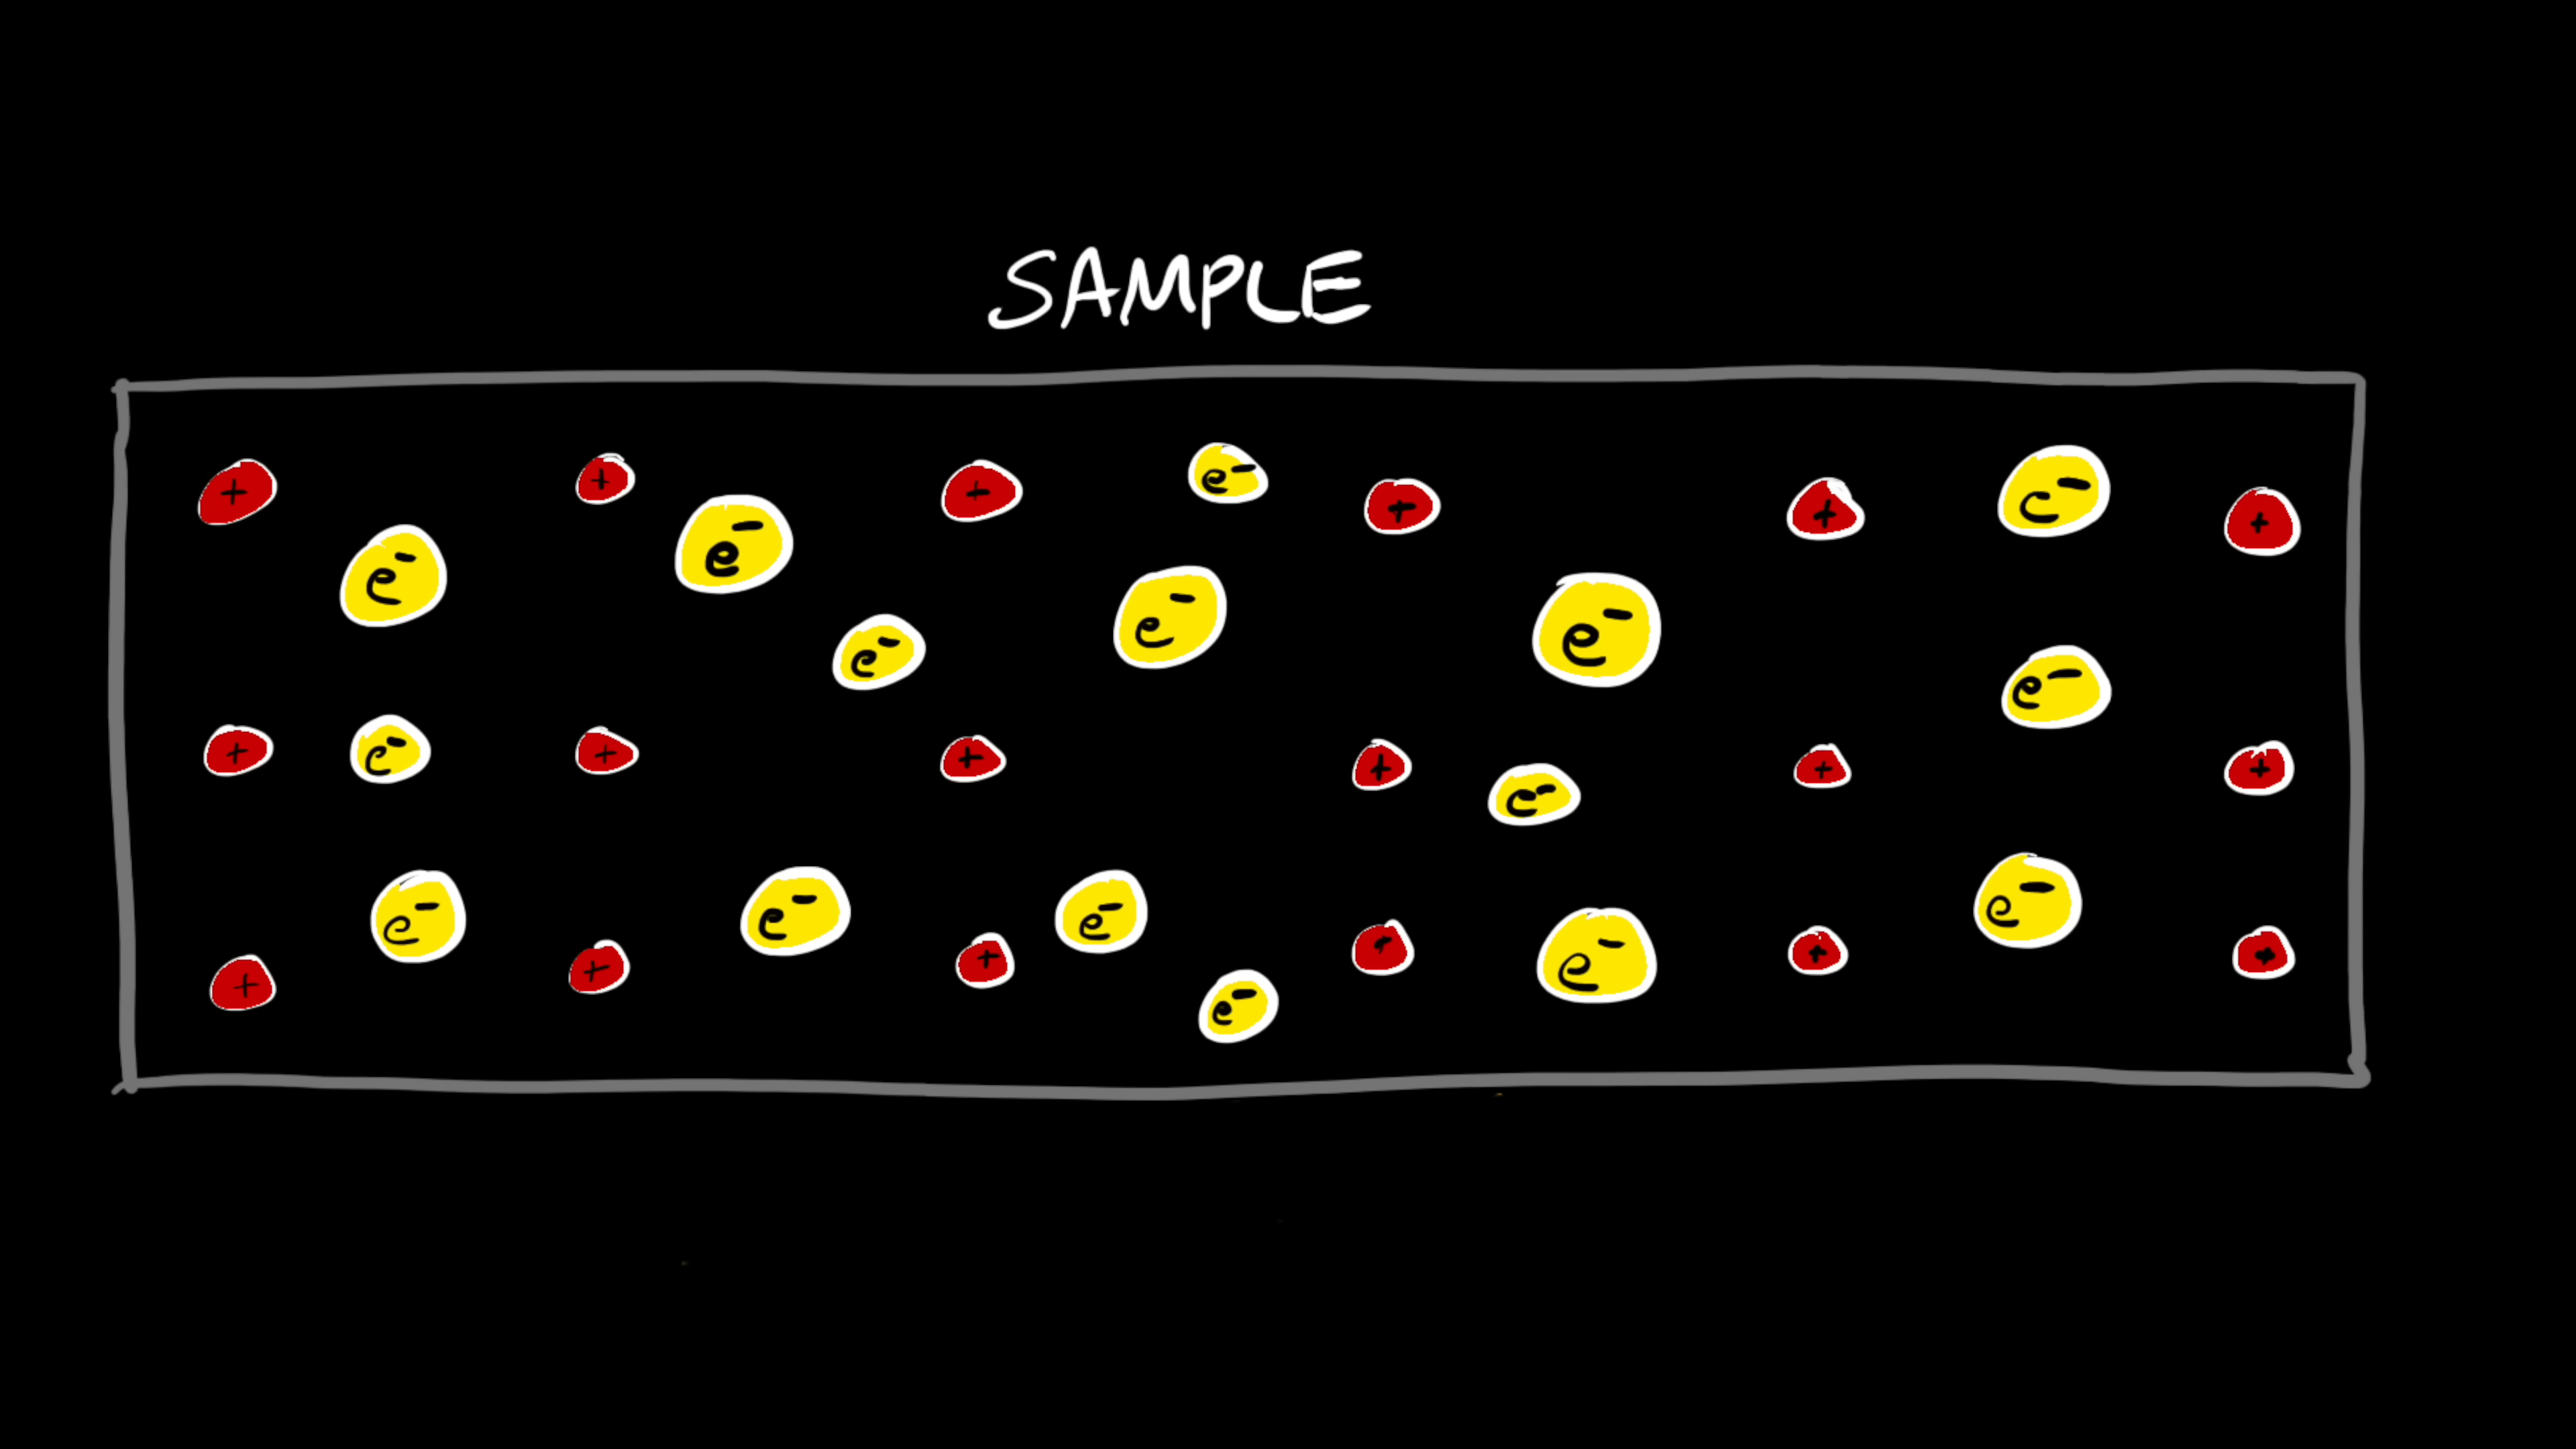 SAMPLE
+ + + e- + + e- +
e- e-
e- e- e-
e-
+ e- + + + + +
e-
e- e- e- e-
+ + + + + +
e- e-